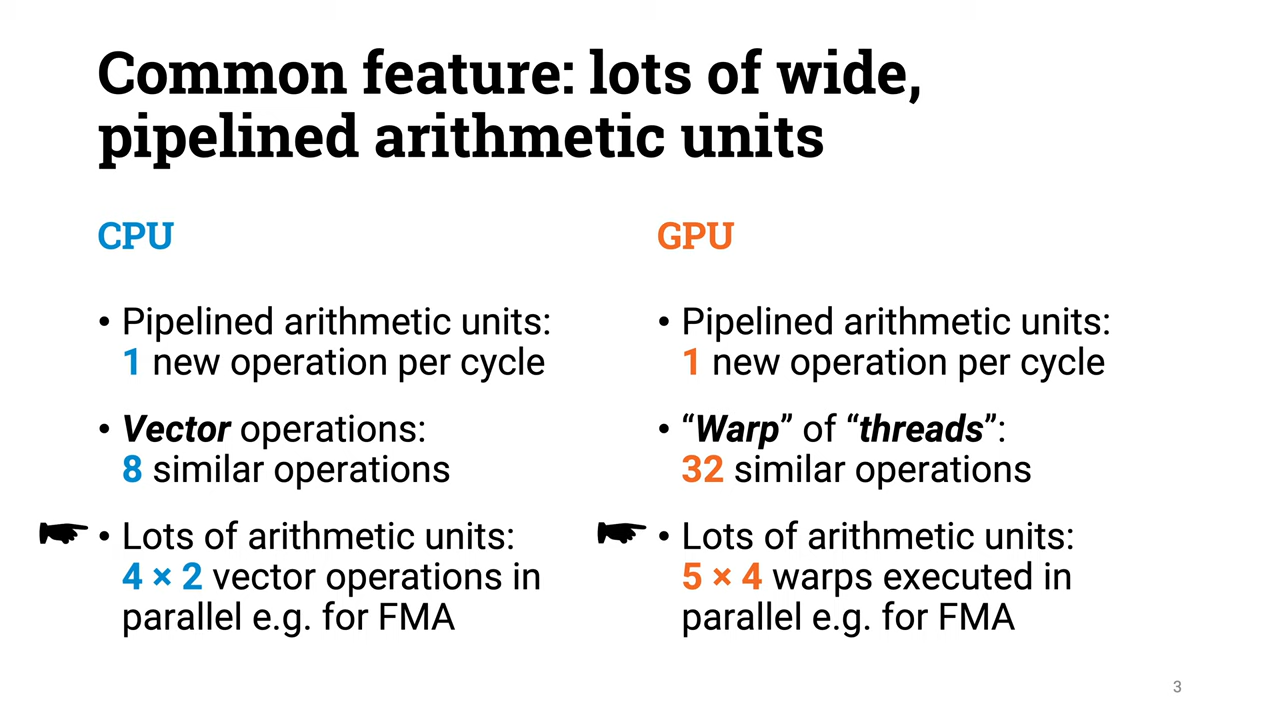 Common feature: lots of wide,
pipelined arithmetic units
CPU
• Pipelined arithmetic units:
1 new operation per cycle
• Vector operations:
8 similar operations
• Lots of arithmetic units:
4 × 2 vector operations in
parallel e.g. for FMA
GPU
• Pipelined arithmetic units:
1 new operation per cycle
• “Warp” of “threads”:
32 similar operations
• Lots of arithmetic units:
5 × 4 warps executed in
parallel e.g. for FMA
3